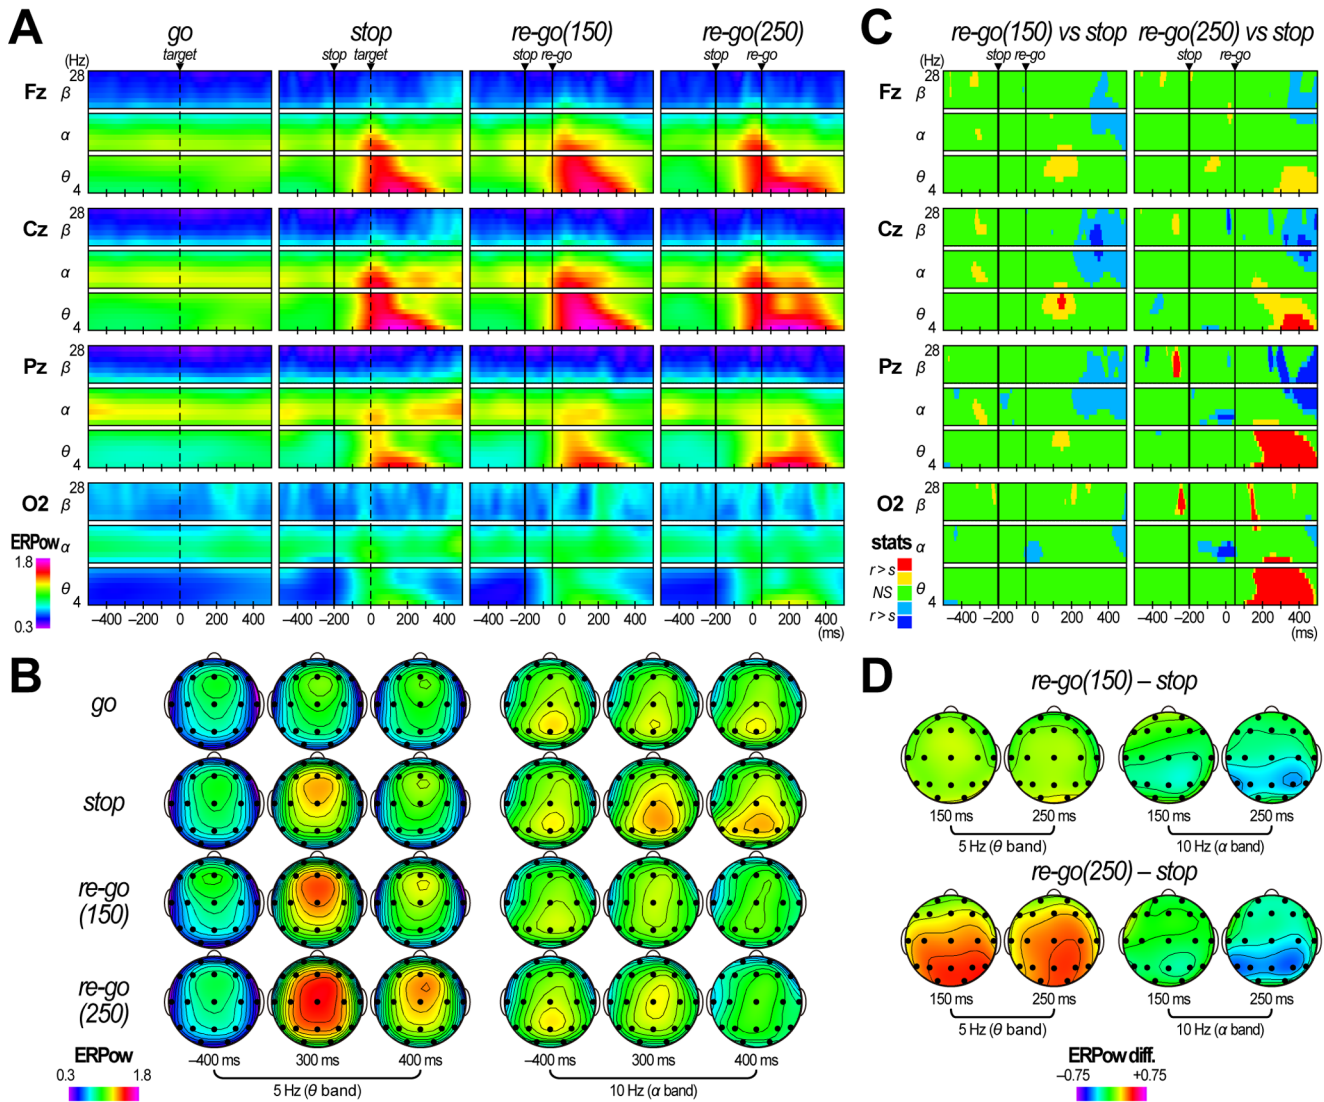 A
go
stop
re-go(150)
re-go(250)
target
stop target
stop re-go
stop re-go
(Hz)
Fz
28
β
α
θ
4
Cz
28
β
α
θ
4
Pz
28
β
α
θ
4
O2
28
β
α
θ
4
ERPow
1.8
0.3
−400 −200 0 200 400
−400 −200 0 200 400
−400 −200 0 200 400
−400 −200 0 200 400
(ms)
C
re-go(150) vs stop
re-go(250) vs stop
stop re-go
stop re-go
(Hz)
Fz
28
β
α
θ
4
Cz
28
β
α
θ
4
Pz
28
β
α
θ
4
O2
28
β
α
θ
4
stats
r > s
NS
r > s
−400 −200 0 200 400
−400 −200 0 200 400
(ms)
B
go
stop
re-go
(150)
re-go
(250)
ERPow
0.3 1.8
−400 ms 300 ms 400 ms
5 Hz (θ band)
−400 ms 300 ms 400 ms
10 Hz (α band)
D
re-go(150) – stop
150 ms 250 ms
5 Hz (θ band)
150 ms 250 ms
10 Hz (α band)
re-go(250) – stop
150 ms 250 ms
5 Hz (θ band)
150 ms 250 ms
10 Hz (α band)
ERPow diff.
−0.75 +0.75